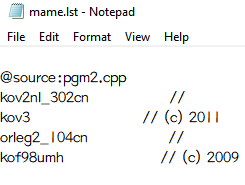 mame.lst - Notepad
File Edit Format View Help
@source:pgm2.cpp
kov2nl_302cn //
kov3 // (c) 2011
orleg2_104cn //
kof98umh // (c) 2009